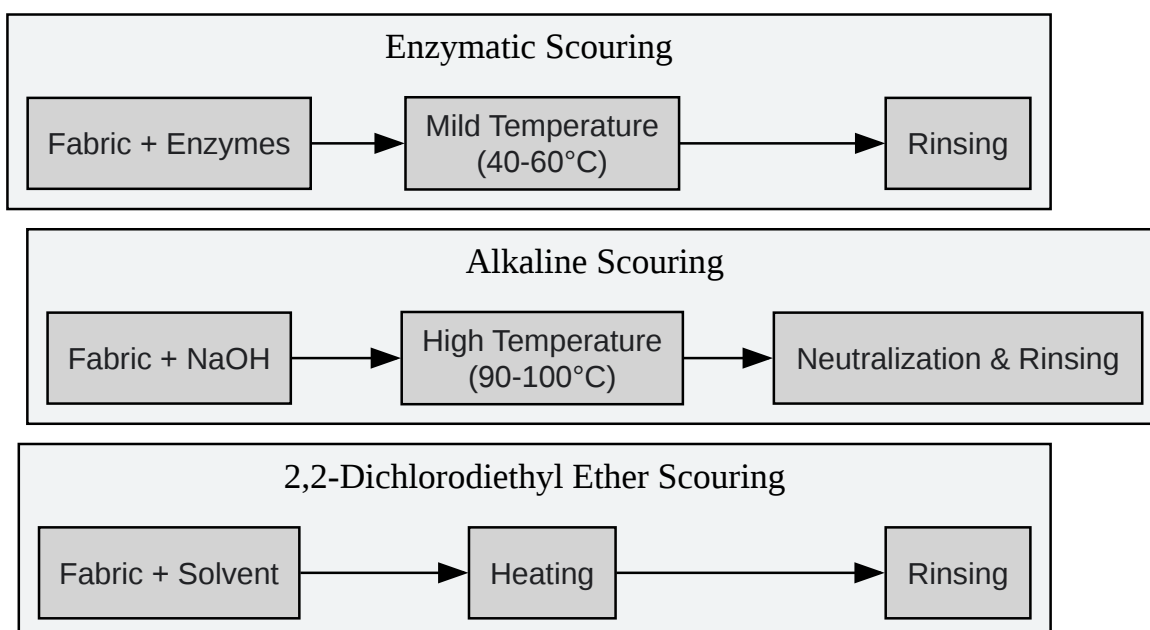 Enzymatic Scouring
Fabric + Enzymes
Mild Temperature
(40-60°C)
Rinsing
Alkaline Scouring
Fabric + NaOH
High Temperature
(90-100°C)
Neutralization & Rinsing
2,2-Dichlorodiethyl Ether Scouring
Fabric + Solvent
Heating
Rinsing